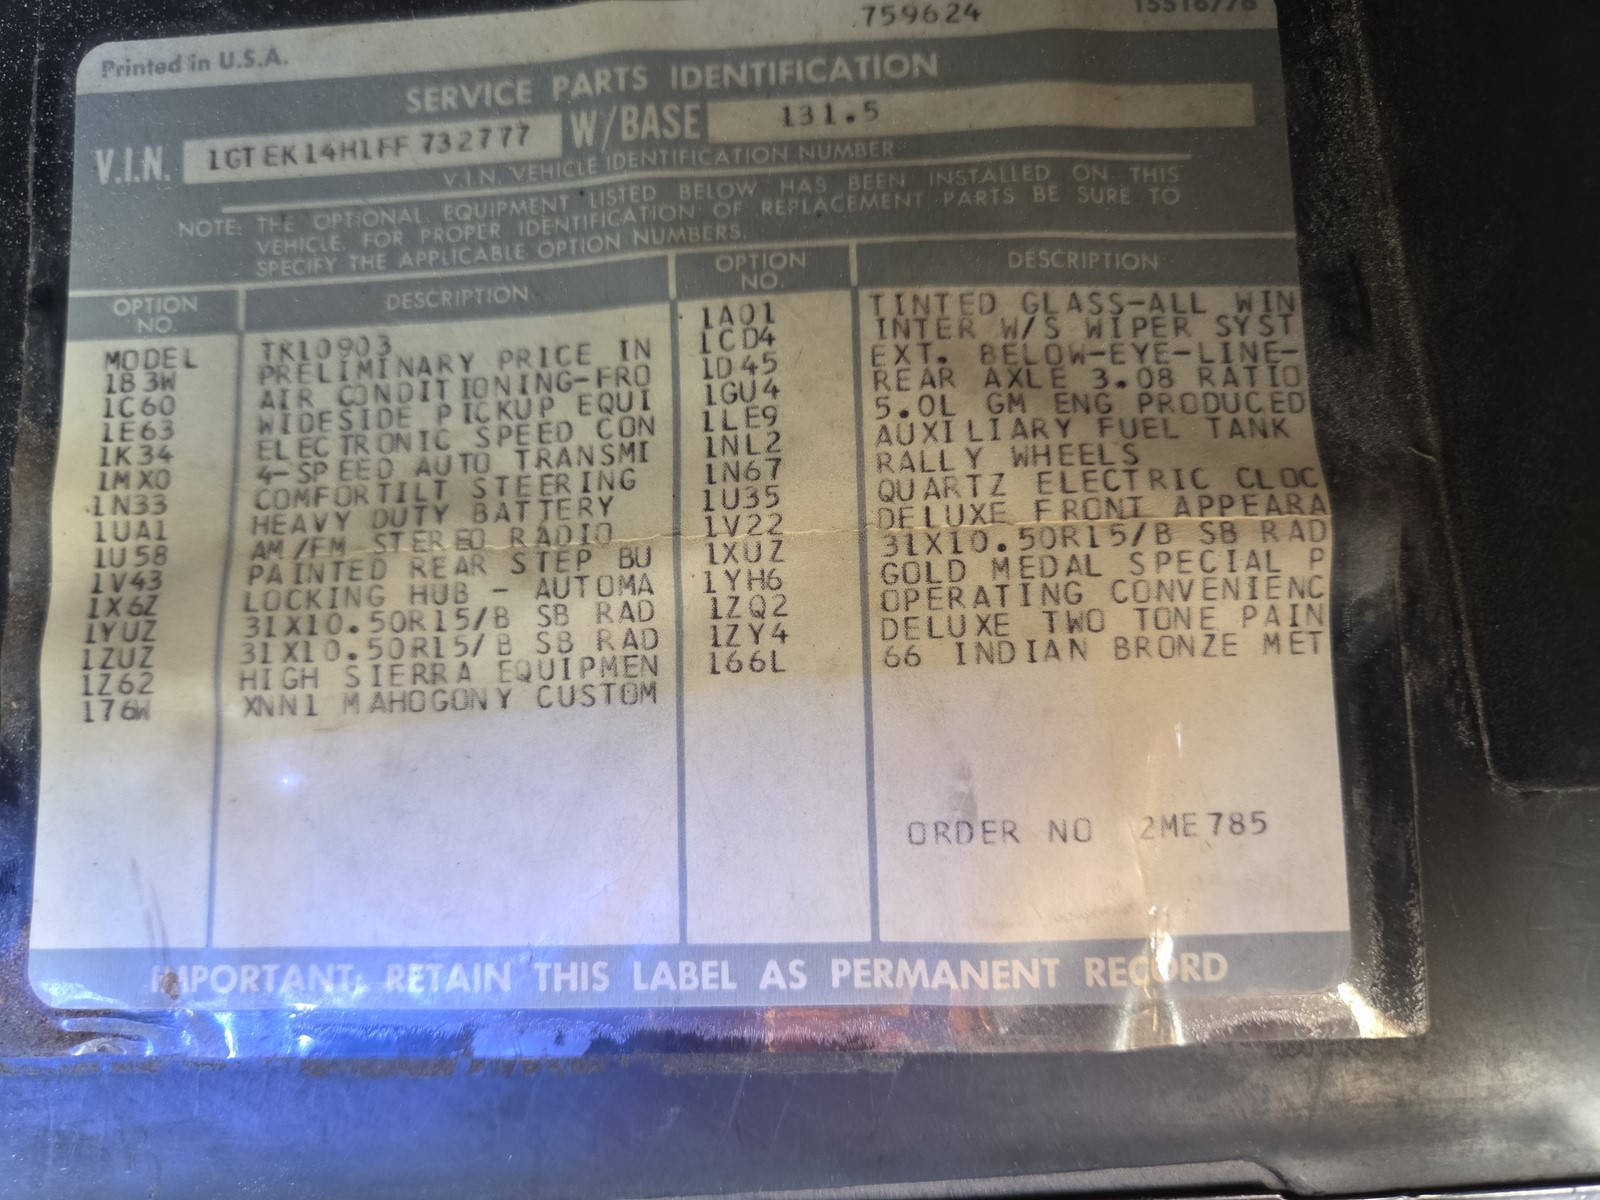 759624
15516776
Printed in U.S.A.
SERVICE PARTS IDENTIFICATION
V.I.N. 1GTEK14H1FF732777 W/BASE 131.5
V.I.N. VEHICLE IDENTIFICATION NUMBER
NOTE: THE OPTIONAL EQUIPMENT LISTED BELOW HAS BEEN INSTALLED ON THIS
VEHICLE. FOR PROPER IDENTIFICATION OF REPLACEMENT PARTS BE SURE TO
SPECIFY THE APPLICABLE OPTION NUMBERS.
OPTION NO. DESCRIPTION
MODEL TK10903
1B3W PRELIMINARY PRICE IN
1C60 AIR CONDITIONING-FRO
1E63 WIDESIDE PICKUP EQUI
1K34 ELECTRONIC SPEED CON
1MX0 4-SPEED AUTO TRANSMI
1N33 COMFORTILT STEERING
1UA1 HEAVY DUTY BATTERY
1U58 AM/FM STEREO RADIO
1V43 PAINTED REAR STEP BU
1X6Z LOCKING HUB - AUTOMA
1YUZ 31X10.50R15/B SB RAD
1ZUZ 31X10.50R15/B SB RAD
1Z62 HIGH SIERRA EQUIPMEN
176W XNN1 MAHOGONY CUSTOM
OPTION NO. DESCRIPTION
1A01 TINTED GLASS-ALL WIN
1CD4 INTER W/S WIPER SYST
1D45 EXT. BELOW-EYE-LINE-
1GU4 REAR AXLE 3.08 RATIO
1LE9 5.0L GM ENG PRODUCED
1NL2 AUXILIARY FUEL TANK
1N67 RALLY WHEELS
1U35 QUARTZ ELECTRIC CLOC
1V22 DELUXE FRONT APPEARA
1XUZ 31X10.50R15/B SB RAD
1YH6 GOLD MEDAL SPECIAL P
1ZQ2 OPERATING CONVENIENC
1ZY4 DELUXE TWO TONE PAIN
166L 66 INDIAN BRONZE MET
ORDER NO 2ME785
IMPORTANT: RETAIN THIS LABEL AS PERMANENT RECORD